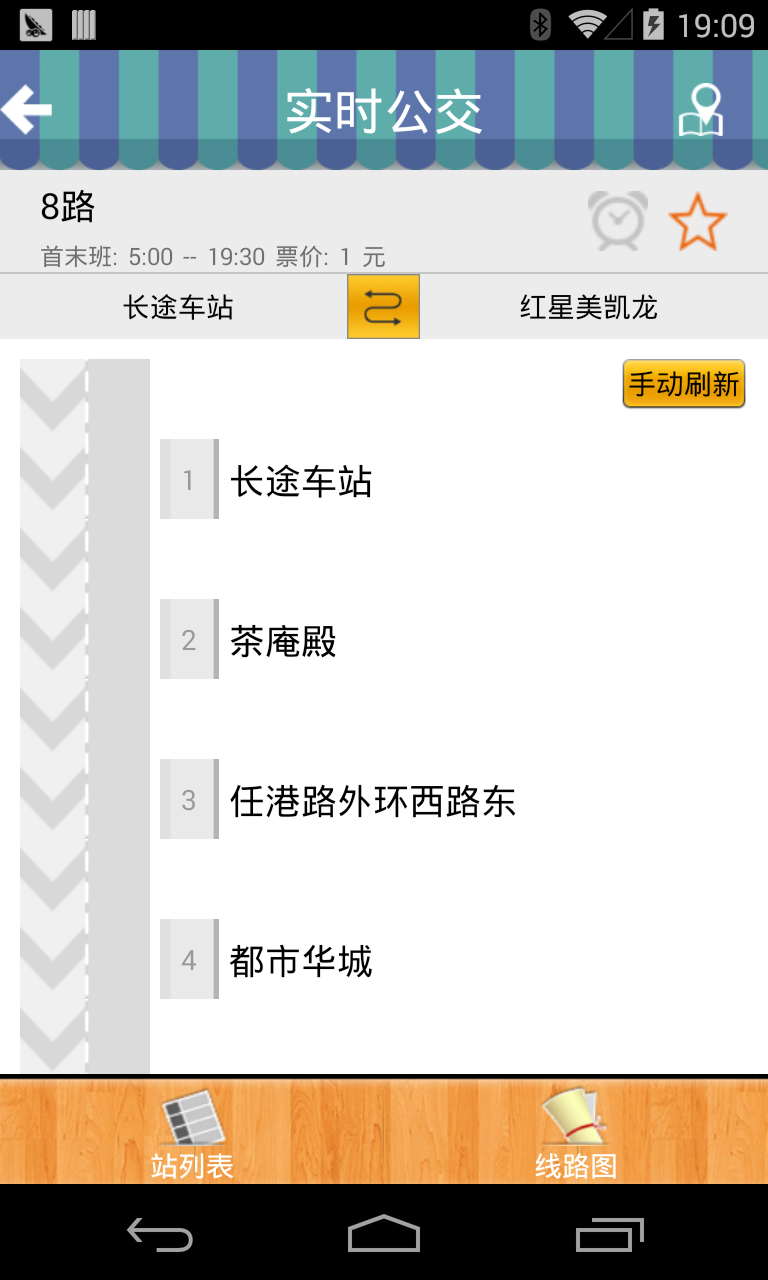 19:09
实时公交
8路
首末班: 5:00 -- 19:30 票价: 1 元
长途车站
红星美凯龙
手动刷新
1 长途车站
2 茶庵殿
3 任港路外环西路东
4 都市华城
站列表
线路图